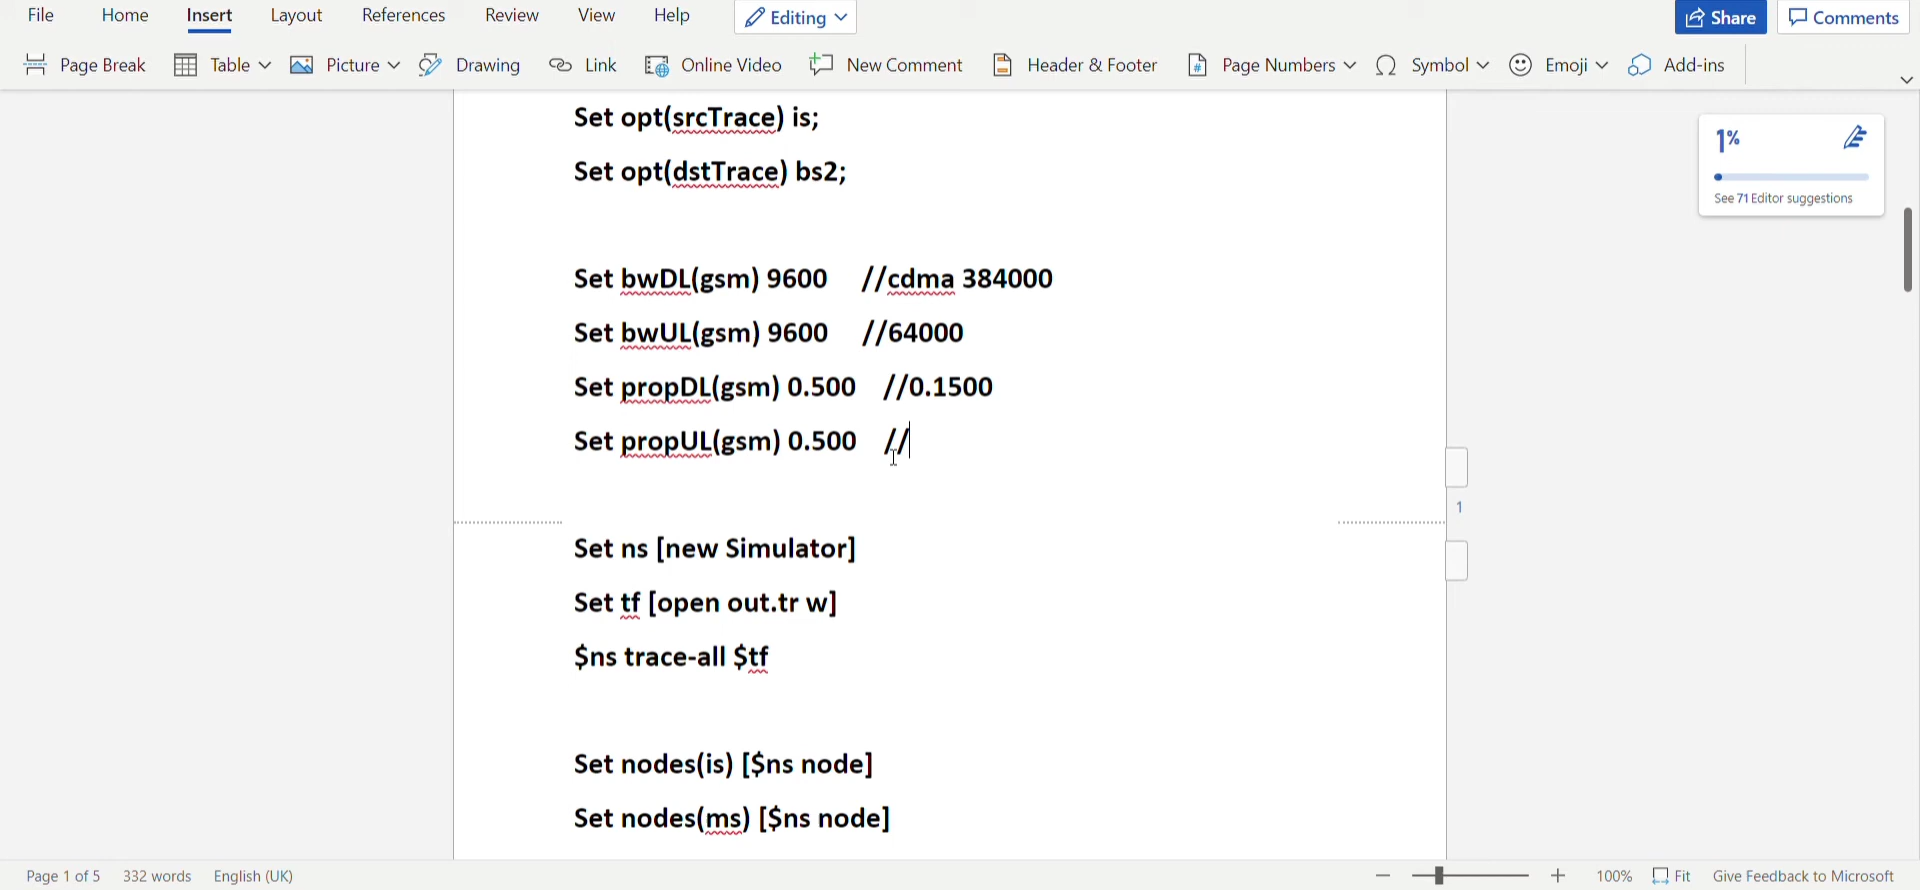 File Home Insert Layout References Review View Help Editing Share Comments
Page Break Table Picture Drawing Link Online Video New Comment Header & Footer Page Numbers Symbol Emoji Add-ins
Set opt(srcTrace) is;
Set opt(dstTrace) bs2;
1%
See 71 Editor suggestions
Set bwDL(gsm) 9600 //cdma 384000
Set bwUL(gsm) 9600 //64000
Set propDL(gsm) 0.500 //0.1500
Set propUL(gsm) 0.500 //
1
Set ns [new Simulator]
Set tf [open out.tr w]
$ns trace-all $tf
Set nodes(is) [$ns node]
Set nodes(ms) [$ns node]
Page 1 of 5 332 words English (UK) 100% Fit Give Feedback to Microsoft